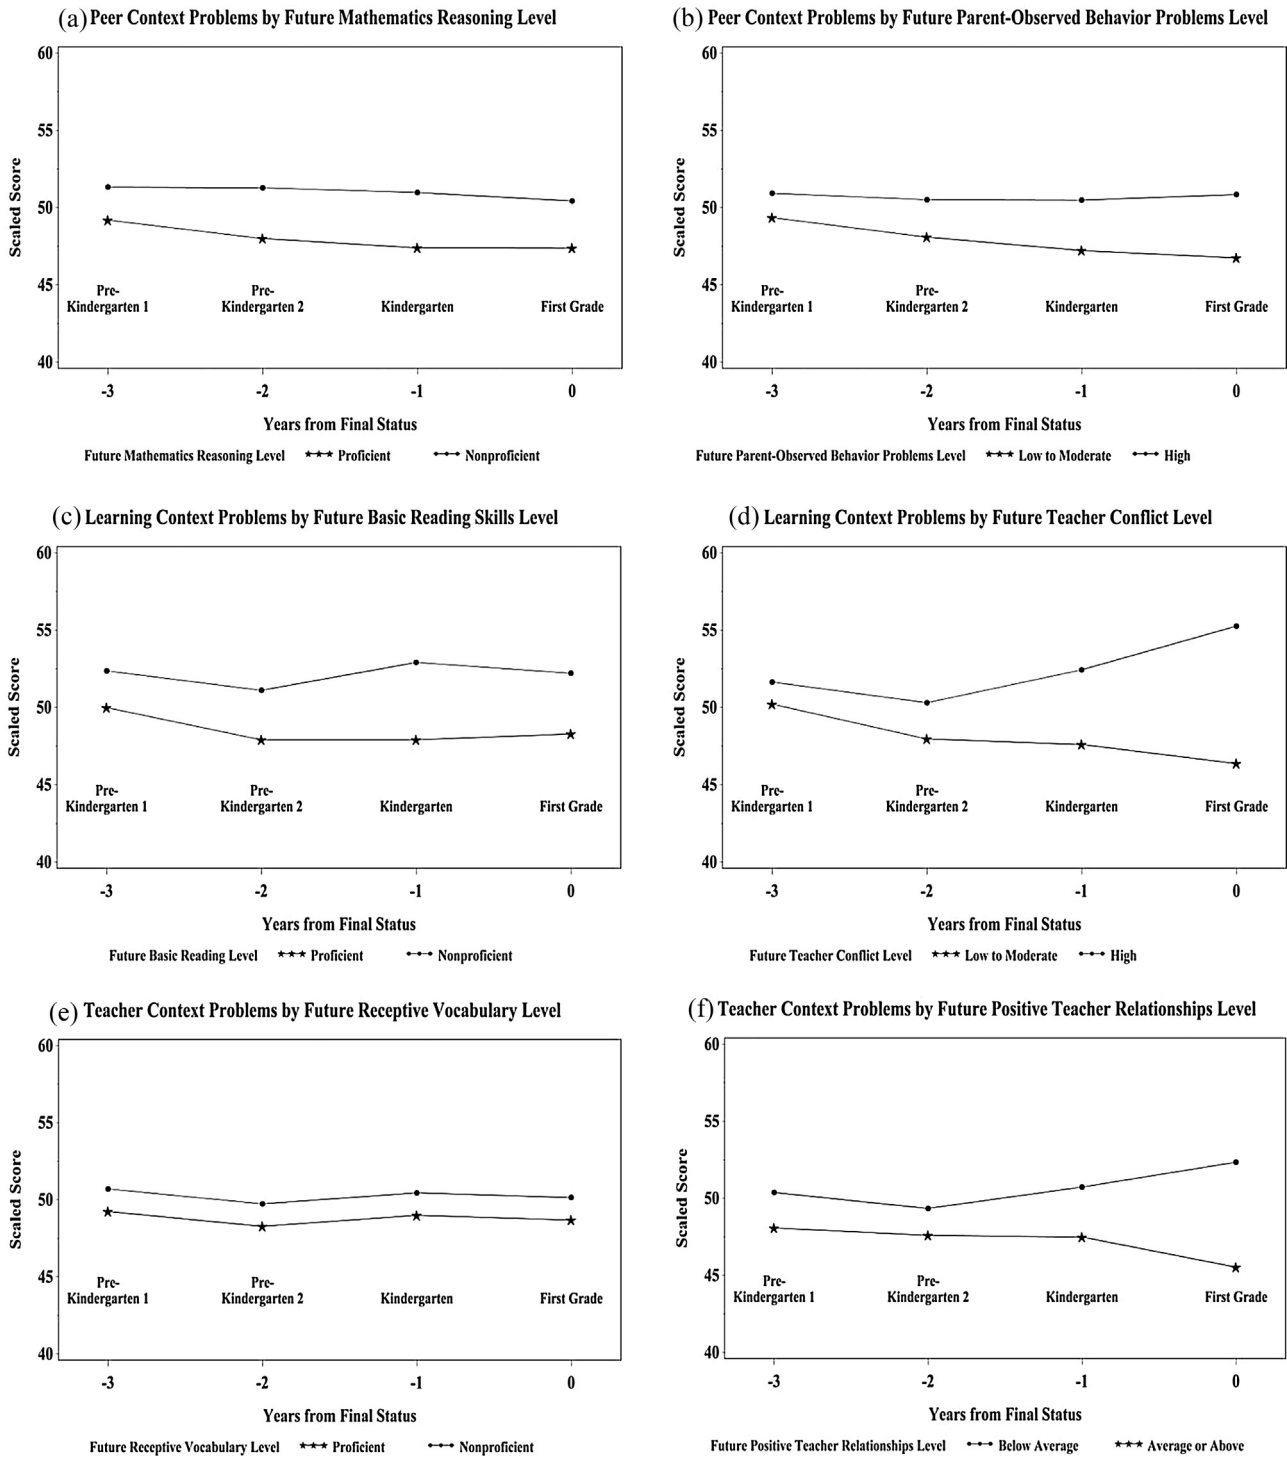 (a) Peer Context Problems by Future Mathematics Reasoning Level
60
55
50
45
40
Scaled Score
Pre-
Kindergarten 1
Pre-
Kindergarten 2
Kindergarten
First Grade
-3
-2
-1
0
Years from Final Status
Future Mathematics Reasoning Level
Proficient
Nonproficient
(b) Peer Context Problems by Future Parent-Observed Behavior Problems Level
60
55
50
45
40
Scaled Score
Pre-
Kindergarten 1
Pre-
Kindergarten 2
Kindergarten
First Grade
-3
-2
-1
0
Years from Final Status
Future Parent-Observed Behavior Problems Level
Low to Moderate
High
(c) Learning Context Problems by Future Basic Reading Skills Level
60
55
50
45
40
Scaled Score
Pre-
Kindergarten 1
Pre-
Kindergarten 2
Kindergarten
First Grade
-3
-2
-1
0
Years from Final Status
Future Basic Reading Level
Proficient
Nonproficient
(d) Learning Context Problems by Future Teacher Conflict Level
60
55
50
45
40
Scaled Score
Pre-
Kindergarten 1
Pre-
Kindergarten 2
Kindergarten
First Grade
-3
-2
-1
0
Years from Final Status
Future Teacher Conflict Level
Low to Moderate
High
(e) Teacher Context Problems by Future Receptive Vocabulary Level
60
55
50
45
40
Scaled Score
Pre-
Kindergarten 1
Pre-
Kindergarten 2
Kindergarten
First Grade
-3
-2
-1
0
Years from Final Status
Future Receptive Vocabulary Level
Proficient
Nonproficient
(f) Teacher Context Problems by Future Positive Teacher Relationships Level
60
55
50
45
40
Scaled Score
Pre-
Kindergarten 1
Pre-
Kindergarten 2
Kindergarten
First Grade
-3
-2
-1
0
Years from Final Status
Future Positive Teacher Relationships Level
Below Average
Average or Above